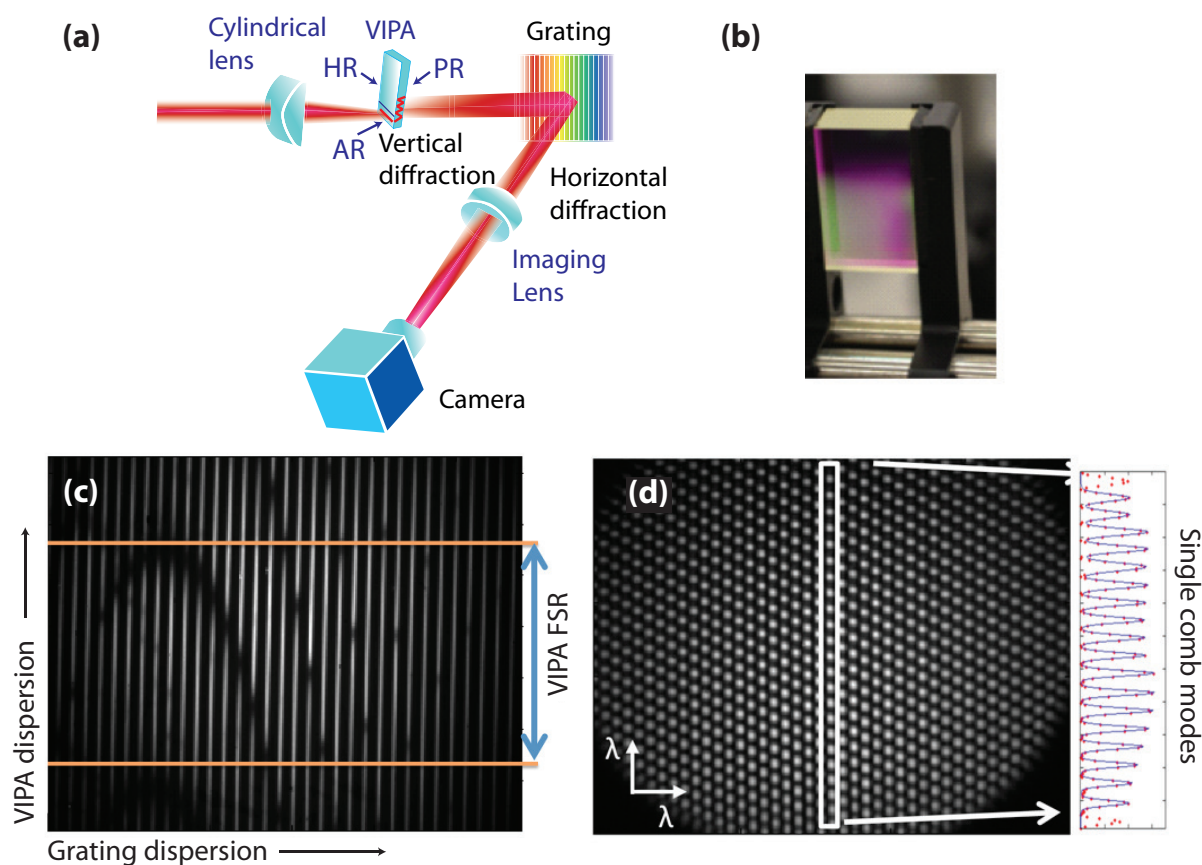 (a)
Cylindrical
lens
VIPA
HR
PR
AR
Vertical
diffraction
Grating
Horizontal
diffraction
Imaging
Lens
Camera
(b)
(c)
VIPA dispersion
Grating dispersion
VIPA FSR
(d)
λ
λ
Single comb modes